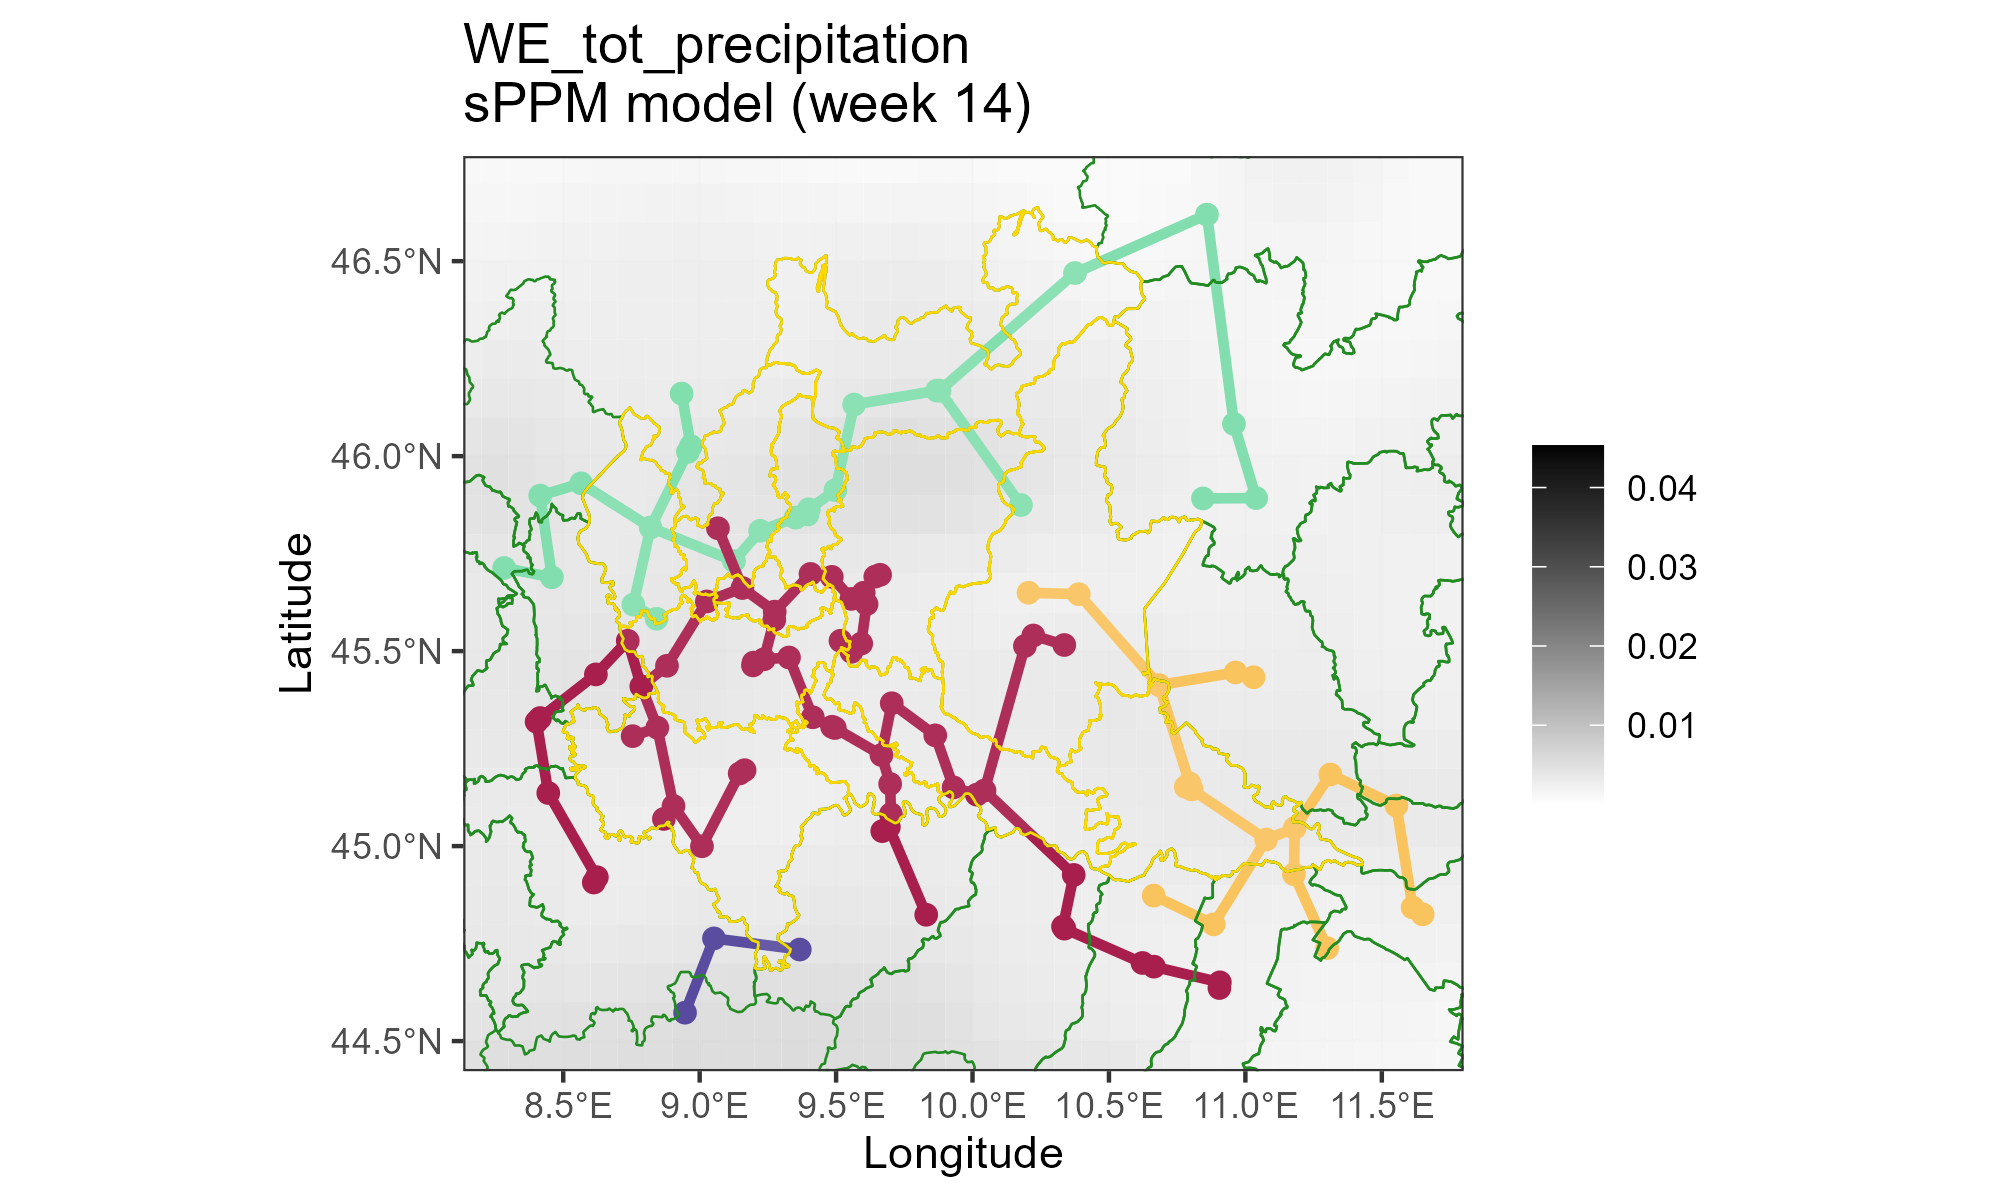 WE_tot_precipitation
sPPM model (week 14)
46.5°N
46.0°N
45.5°N
45.0°N
44.5°N
Latitude
8.5°E 9.0°E 9.5°E 10.0°E 10.5°E 11.0°E 11.5°E
Longitude
0.04
0.03
0.02
0.01